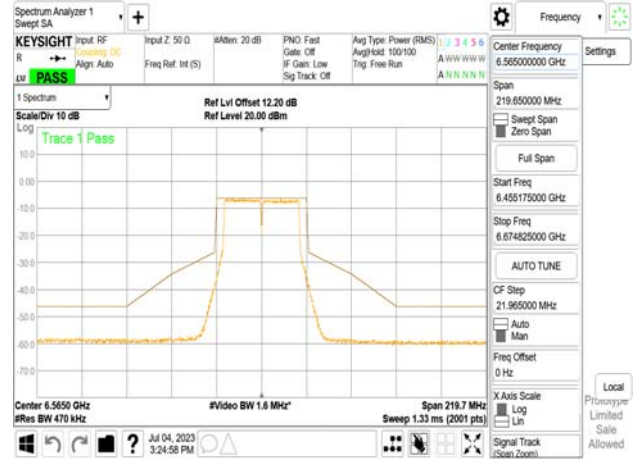 Spectrum Analyzer 1
Swept SA
Frequency
KEYSIGHT
R
LVI PASS
Input: RF
Coupling: DC
Align: Auto
Input Z: 50 Ω
Freq Ref: Int (S)
#Atten: 20 dB
PNO: Fast
Gate: Off
IF Gain: Low
Sig Track: Off
Avg Type: Power (RMS)
Avg|Hold: 100/100
Trig: Free Run
1 2 3 4 5 6
A W W W W W
A N N N N N
1 Spectrum
Scale/Div 10 dB
Ref Lvl Offset 12.20 dB
Ref Level 20.00 dBm
Log
Trace 1 Pass
10.0
0.00
-10.0
-20.0
-30.0
-40.0
-50.0
-60.0
-70.0
Center 6.5650 GHz
#Res BW 470 kHz
#Video BW 1.6 MHz*
Span 219.7 MHz
Sweep 1.33 ms (2001 pts)
Jul 04, 2023
3:24:58 PM
Center Frequency
6.565000000 GHz
Settings
Span
219.650000 MHz
Swept Span
Zero Span
Full Span
Start Freq
6.455175000 GHz
Stop Freq
6.674825000 GHz
AUTO TUNE
CF Step
21.965000 MHz
Auto
Man
Freq Offset
0 Hz
X Axis Scale
Log
Lin
Signal Track
(Span Zoom)
Local
Prototype
Limited
Sale
Allowed